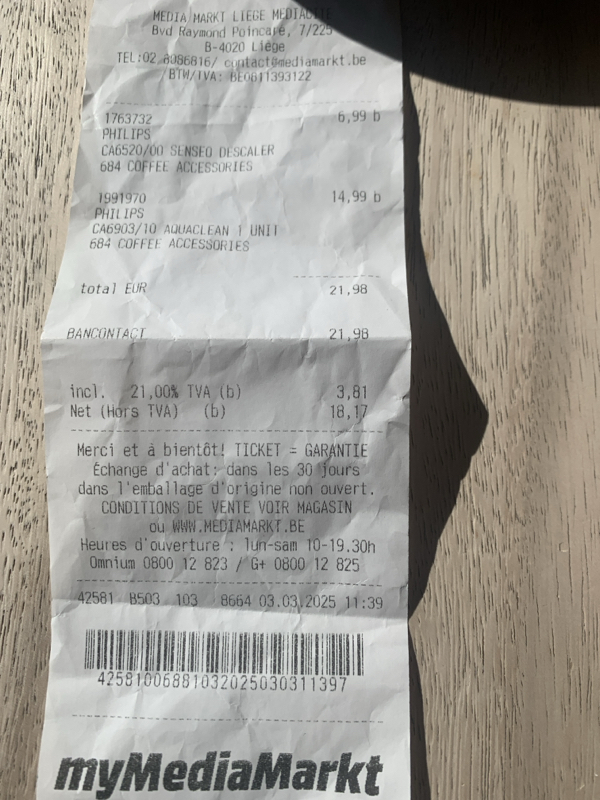 MEDIA MARKT LIEGE MEDIACITE
Bvd Raymond Poincaré, 7/225
B-4020 Liège
TEL:02 8086816/ contact@mediamarkt.be
/BTW/IVA: BE0811393122
1763732 6,99 b
PHILIPS
CA6520/00 SENSEO DESCALER
684 COFFEE ACCESSORIES
1991970 14,99 b
PHILIPS
CA6903/10 AQUACLEAN 1 UNIT
684 COFFEE ACCESSORIES
total EUR 21,98
BANCONTACT 21,98
incl. 21,00% TVA (b) 3,81
Net (Hors TVA) (b) 18,17
Merci et à bientôt! TICKET = GARANTIE
Échange d'achat: dans les 30 jours
dans l'emballage d'origine non ouvert.
CONDITIONS DE VENTE VOIR MAGASIN
ou WWW.MEDIAMARKT.BE
Heures d'ouverture : lun-sam 10-19.30h
Omnium 0800 12 823 / G+ 0800 12 825
42581 B503 103 8664 03.03.2025 11:39
42581006881032025030311397
myMediaMarkt